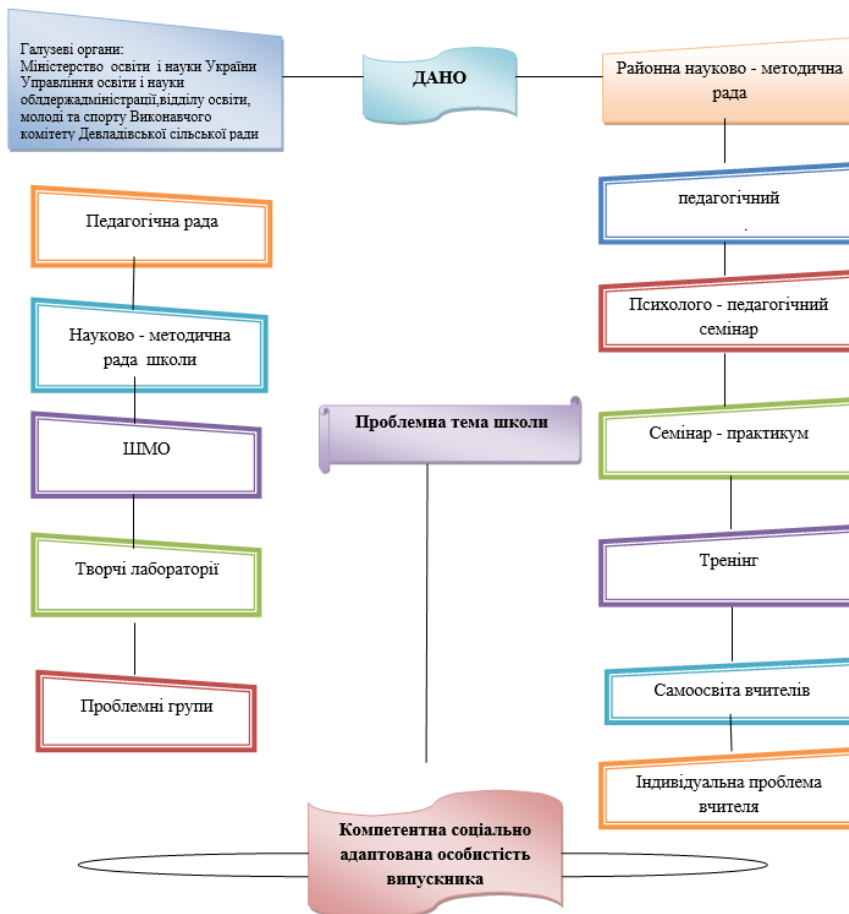 Галузеві органи:
Міністерство освіти і науки України
Управління освіти і науки
облдержадміністрації,відділу освіти,
молоді та спорту Виконавчого
комітету Девладівської сільської ради
ДАНО
Районна науково - методична
рада
Педагогічна рада
Науково - методична
рада школи
ШМО
Творчі лабораторії
Проблемні групи
Проблемна тема школи
педагогічний
.
Психолого - педагогічний
семінар
Семінар - практикум
Тренінг
Самоосвіта вчителів
Індивідуальна проблема
вчителя
Компетентна соціально
адаптована особистість
випускника